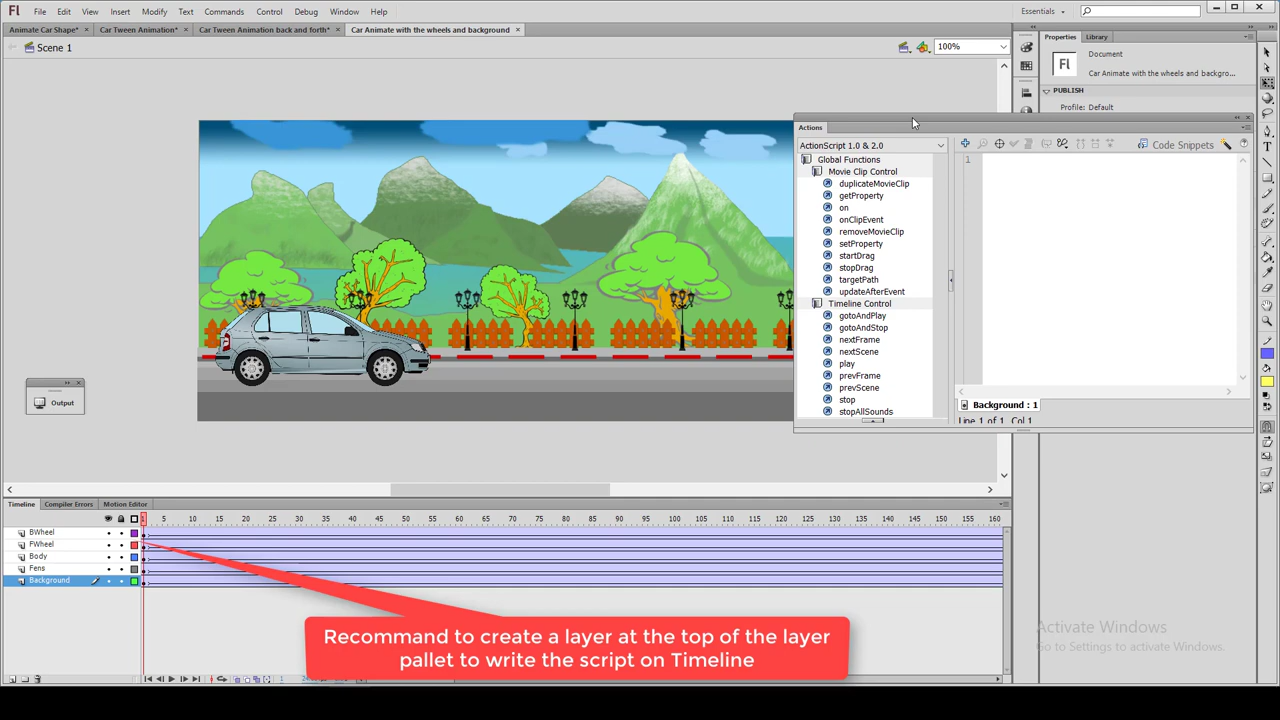 Fl File Edit View Insert Modify Text Commands Control Debug Window Help Essentials
Animate Car Shape* × Car Tween Animation* × Car Tween Animation back and forth* × Car Animate with the wheels and background ×
Scene 1 100%
Properties Library
Fl Document
Car Animate with the wheels and backgro...
PUBLISH
Profile: Default
Actions
ActionScript 1.0 & 2.0
Code Snippets
Global Functions
Movie Clip Control
duplicateMovieClip
getProperty
on
onClipEvent
removeMovieClip
setProperty
startDrag
stopDrag
targetPath
updateAfterEvent
Timeline Control
gotoAndPlay
gotoAndStop
nextFrame
nextScene
play
prevFrame
prevScene
stop
stopAllSounds
1
Background : 1
Line 1 of 1, Col 1
Output
Timeline Compiler Errors Motion Editor
1 5 10 15 20 25 30 35 40 45 50 55 60 65 70 75 80 85 90 95 100 105 110 115 120 125 130 135 140 145 150 155 160
BWheel
FWheel
Body
Fens
Background
Recommand to create a layer at the top of the layer
pallet to write the script on Timeline
Activate Windows
Go to Settings to activate Windows.
1